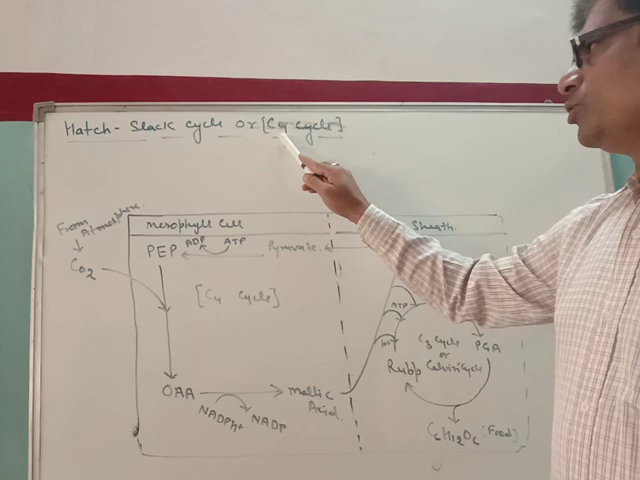 Hatch - Slack cycle Or [C4 cycle]
From Atmosphere.
CO2
mesophyll cell
Sheath.
PEP
ADP
ATP
Pyruvate.
[C4 cycle]
ATP
C3 cycle
or
Calvin cycle
PGA
Rubp
OAA
NADPH+
NADP
Mallic
Acid.
C6H12O6 [Food]